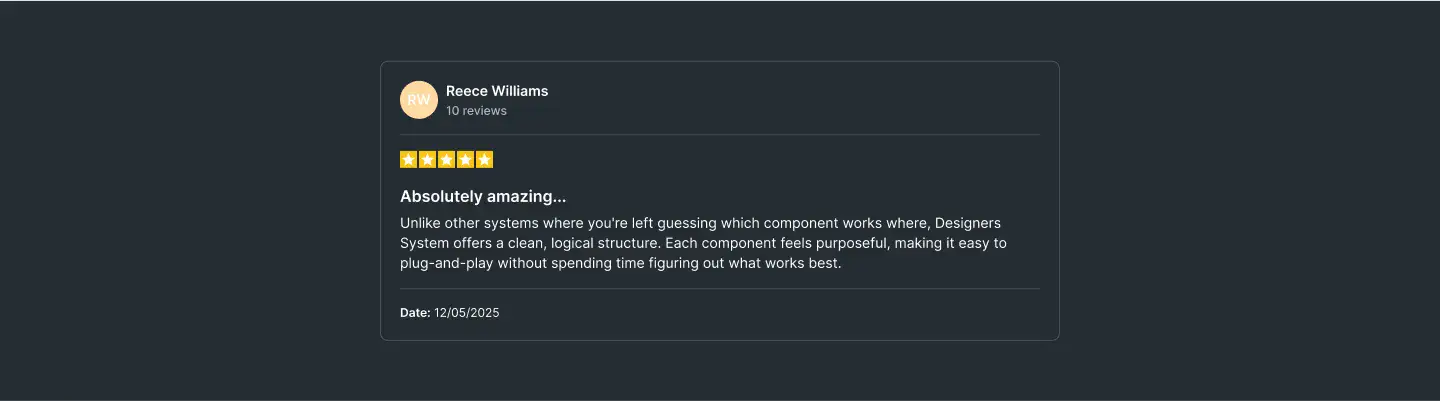 RW
Reece Williams
10 reviews
Absolutely amazing...
Unlike other systems where you're left guessing which component works where, Designers
System offers a clean, logical structure. Each component feels purposeful, making it easy to
plug-and-play without spending time figuring out what works best.
Date: 12/05/2025